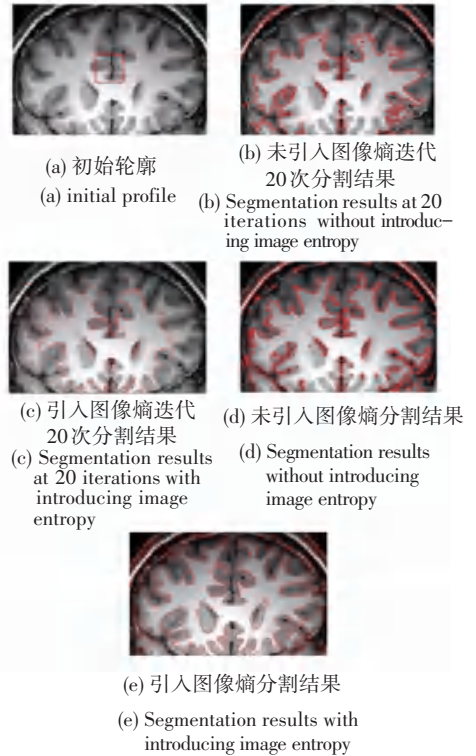 (a) 初始轮廓
(a) initial profile
(b) 未引入图像熵迭代
20次分割结果
(b) Segmentation results at 20
iterations without introduc-
ing image entropy
(c) 引入图像熵迭代
20次分割结果
(c) Segmentation results
at 20 iterations with
introducing image
entropy
(d) 未引入图像熵分割结果
(d) Segmentation results
without introducing
image entropy
(e) 引入图像熵分割结果
(e) Segmentation results with
introducing image entropy